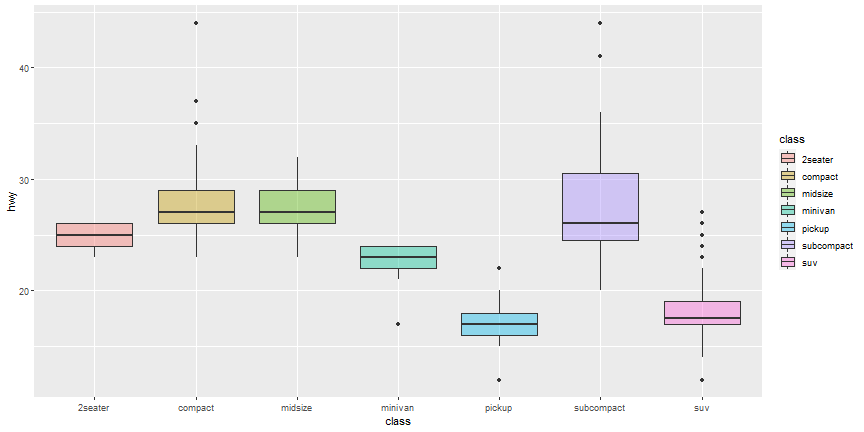 40
30
20
hwy
2seater compact midsize minivan pickup subcompact suv
class
class
2seater
compact
midsize
minivan
pickup
subcompact
suv